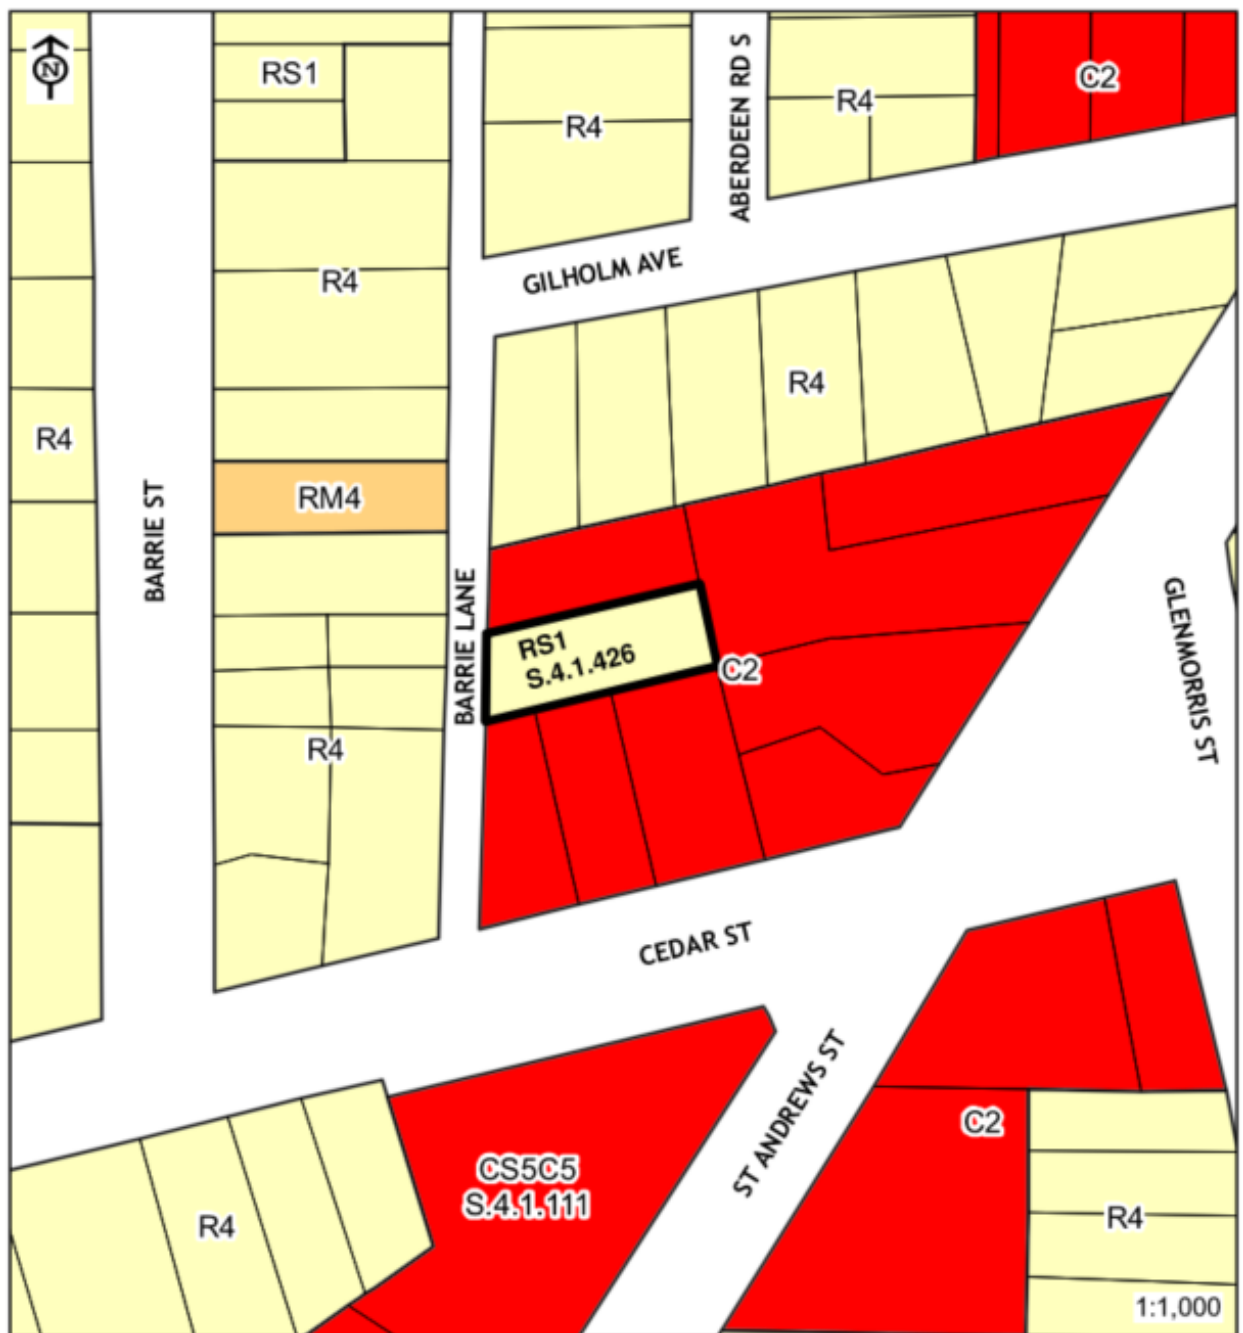 N
RS1
R4
ABERDEEN RD S
R4
C2
GILHOLM AVE
R4
R4
R4
RM4
BARRIE ST
BARRIE LANE
RS1
S.4.1.426
C2
GLENMORRIS ST
R4
CEDAR ST
ST ANDREWS ST
C2
CS5C5
S.4.1.111
R4
R4
1:1,000